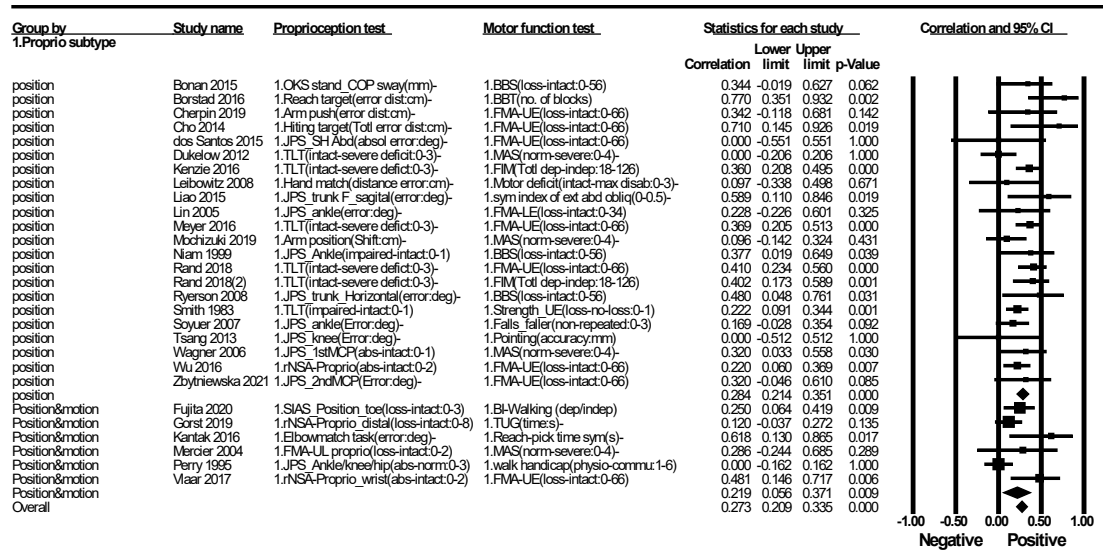 Group by Study name Proprioception test Motor function test Statistics for each study Correlation and 95% CI
1.Proprio subtype
Lower Upper
Correlation limit limit p-Value
position Bonan 2015 1.OKS stand_COP sway(mm)- 1.BBS(loss-intact:0-56) 0.344 -0.019 0.627 0.062
position Borstad 2016 1.Reach target(error dist:cm)- 1.BBT(no. of blocks) 0.770 0.351 0.932 0.002
position Cherpin 2019 1.Arm push(error dist:cm)- 1.FMA-UE(loss-intact:0-66) 0.342 -0.118 0.681 0.142
position Cho 2014 1.Hiting target(Totl error dist:cm)- 1.FMA-UE(loss-intact:0-66) 0.710 0.145 0.926 0.019
position dos Santos 2015 1.JPS_SH Abd(absol error:deg)- 1.FMA-UE(loss-intact:0-66) 0.000 -0.551 0.551 1.000
position Dukelow 2012 1.TLT(intact-severe deficit:0-3)- 1.MAS(norm-severe:0-4)- 0.000 -0.206 0.206 1.000
position Kenzie 2016 1.TLT(intact-severe deficit:0-3)- 1.FIM(Totl dep-indep:18-126) 0.360 0.208 0.495 0.000
position Leibowitz 2008 1.Hand match(distance error:cm)- 1.Motor deficit(intact-max disab:0-3)- 0.097 -0.338 0.498 0.671
position Liao 2015 1.JPS_trunk F_sagital(error:deg)- 1.sym index of ext abd obliq(0-0.5)- 0.589 0.110 0.846 0.019
position Lin 2005 1.JPS_ankle(error:deg)- 1.FMA-LE(loss-intact:0-34) 0.228 -0.226 0.601 0.325
position Meyer 2016 1.TLT(intact-severe deficit:0-3)- 1.FMA-UE(loss-intact:0-66) 0.369 0.205 0.513 0.000
position Mochizuki 2019 1.Arm position(Shift:cm)- 1.MAS(norm-severe:0-4)- 0.096 -0.142 0.324 0.431
position Niam 1999 1.JPS_Ankle(impaired-intact:0-1) 1.BBS(loss-intact:0-56) 0.377 0.019 0.649 0.039
position Rand 2018 1.TLT(intact-severe defict:0-3)- 1.FMA-UE(loss-intact:0-66) 0.410 0.234 0.560 0.000
position Rand 2018(2) 1.TLT(intact-severe defict:0-3)- 1.FIM(Totl dep-indep:18-126) 0.402 0.173 0.589 0.001
position Ryerson 2008 1.JPS_trunk_Horizontal(error:deg)- 1.BBS(loss-intact:0-56) 0.480 0.048 0.761 0.031
position Smith 1983 1.TLT(impaired-intact:0-1) 1.Strength_UE(loss-no-loss:0-1) 0.222 0.091 0.344 0.001
position Soyuer 2007 1.JPS_ankle(Error:deg)- 1.Falls_faller(non-repeated:0-3) 0.169 -0.028 0.354 0.092
position Tsang 2013 1.JPS_knee(Error:deg)- 1.Pointing(accuracy:mm) 0.000 -0.512 0.512 1.000
position Wagner 2006 1.JPS_1stMCP(abs-intact:0-1) 1.MAS(norm-severe:0-4)- 0.320 0.033 0.558 0.030
position Wu 2016 1.rNSA-Proprio(abs-intact:0-2) 1.FMA-UE(loss-intact:0-66) 0.220 0.060 0.369 0.007
position Zbytniewska 2021 1.JPS_2ndMCP(Error:deg)- 1.FMA-UE(loss-intact:0-66) 0.320 -0.046 0.610 0.085
position 0.284 0.214 0.351 0.000
Position&motion Fujita 2020 1.SIAS_Position_toe(loss-intact:0-3) 1.BI-Walking (dep/indep) 0.250 0.064 0.419 0.009
Position&motion Gorst 2019 1.rNSA-Proprio_distal(loss-intact:0-8) 1.TUG(time:s)- 0.120 -0.037 0.272 0.135
Position&motion Kantak 2016 1.Elbowmatch task(error:deg)- 1.Reach-pick time sym(s)- 0.618 0.130 0.865 0.017
Position&motion Mercier 2004 1.FMA-UL proprio(loss-intact:0-2) 1.MAS(norm-severe:0-4)- 0.286 -0.244 0.685 0.289
Position&motion Perry 1995 1.JPS_Ankle/knee/hip(abs-norm:0-3) 1.walk handicap(physio-commu:1-6) 0.000 -0.162 0.162 1.000
Position&motion Vlaar 2017 1.rNSA-Proprio_wrist(abs-intact:0-2) 1.FMA-UE(loss-intact:0-66) 0.481 0.146 0.717 0.006
Position&motion 0.219 0.056 0.371 0.009
Overall 0.273 0.209 0.335 0.000
-1.00 -0.50 0.00 0.50 1.00
Negative Positive